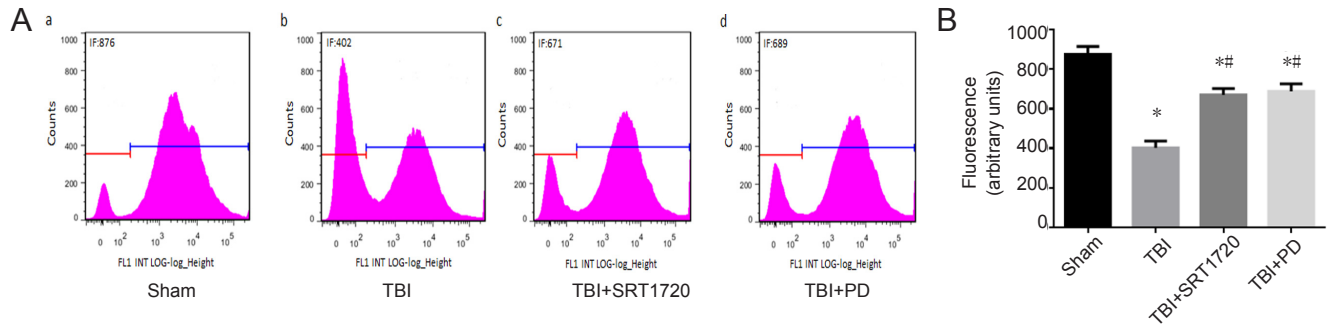 A
a
IF:876
Counts
1000
800
600
400
200
0
0 10² 10³ 10⁴ 10⁵
FL1 INT LOG-log_Height
Sham
b
IF:402
Counts
1000
800
600
400
200
0
0 10² 10³ 10⁴ 10⁵
FL1 INT LOG-log_Height
TBI
c
IF:671
Counts
1000
800
600
400
200
0
0 10² 10³ 10⁴ 10⁵
FL1 INT LOG-log_Height
TBI+SRT1720
d
IF:689
Counts
1000
800
600
400
200
0
0 10² 10³ 10⁴ 10⁵
FL1 INT LOG-log_Height
TBI+PD
B
Fluorescence
(arbitrary units)
1000
800
600
400
200
0
*
*#
*#
Sham
TBI
TBI+SRT1720
TBI+PD